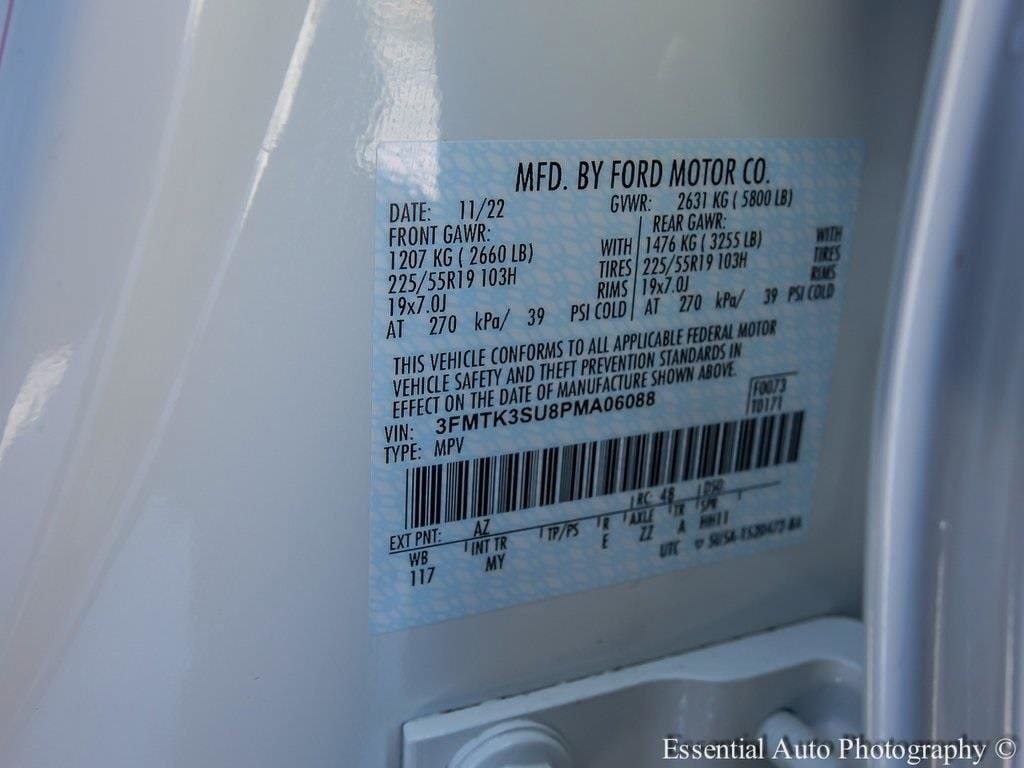 MFD. BY FORD MOTOR CO.
DATE: 11/22 GVWR: 2631 KG ( 5800 LB)
FRONT GAWR: REAR GAWR:
1207 KG ( 2660 LB) WITH 1476 KG ( 3255 LB) WITH
225/55R19 103H TIRES 225/55R19 103H TIRES
19x7.0J RIMS 19x7.0J RIMS
AT 270 kPa/ 39 PSI COLD AT 270 kPa/ 39 PSI COLD
THIS VEHICLE CONFORMS TO ALL APPLICABLE FEDERAL MOTOR
VEHICLE SAFETY AND THEFT PREVENTION STANDARDS IN
EFFECT ON THE DATE OF MANUFACTURE SHOWN ABOVE.
VIN: 3FMTK3SU8PMA06088
F0073
T0171
TYPE: MPV
EXT PNT: AZ RC: 48 DSO:
WB INT TR TP/PS R AXLE TR SPR
117 MY E 22 A HH11
UTC
Essential Auto Photography ©